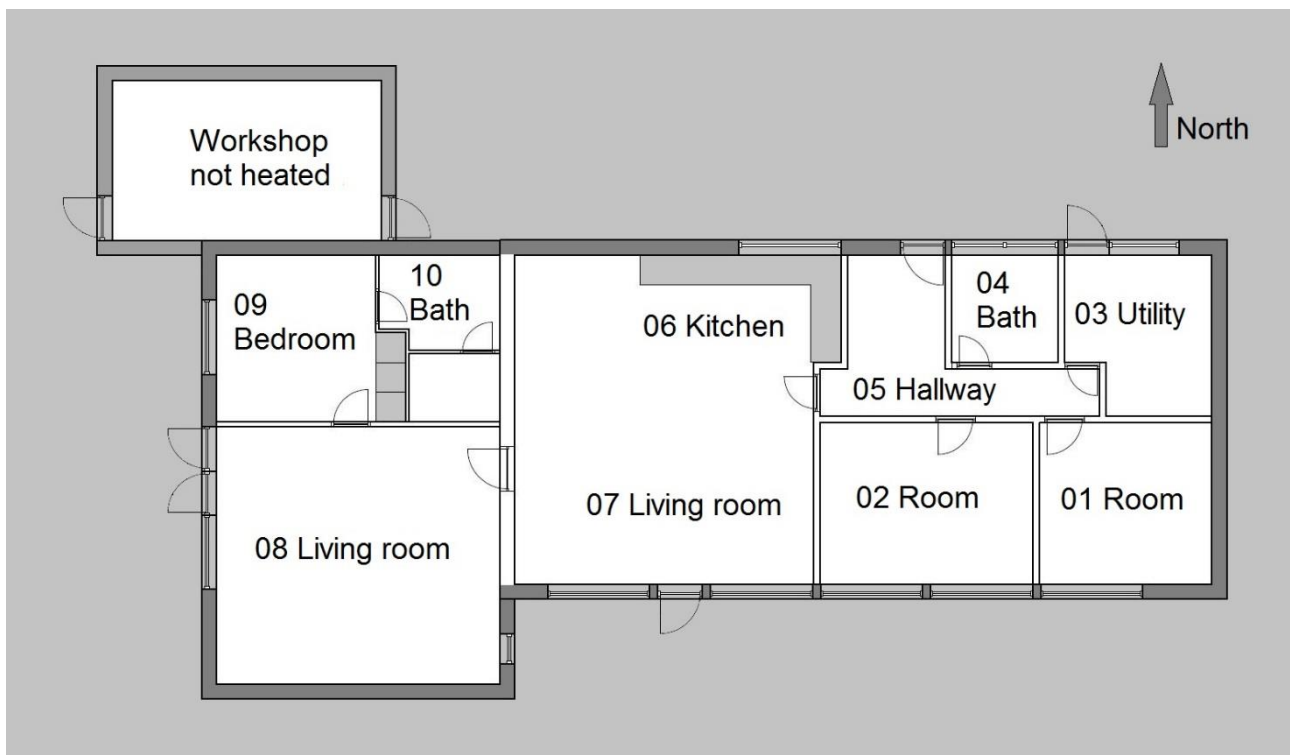 Workshop
not heated
North
09
Bedroom
10
Bath
06 Kitchen
04
Bath
03 Utility
05 Hallway
07 Living room
02 Room
01 Room
08 Living room